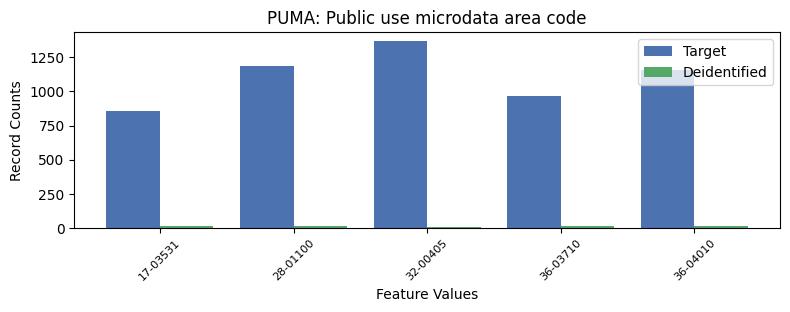 PUMA: Public use microdata area code
Target
Deidentified
Record Counts
1250
1000
750
500
250
0
17-03531
28-01100
32-00405
36-03710
36-04010
Feature Values